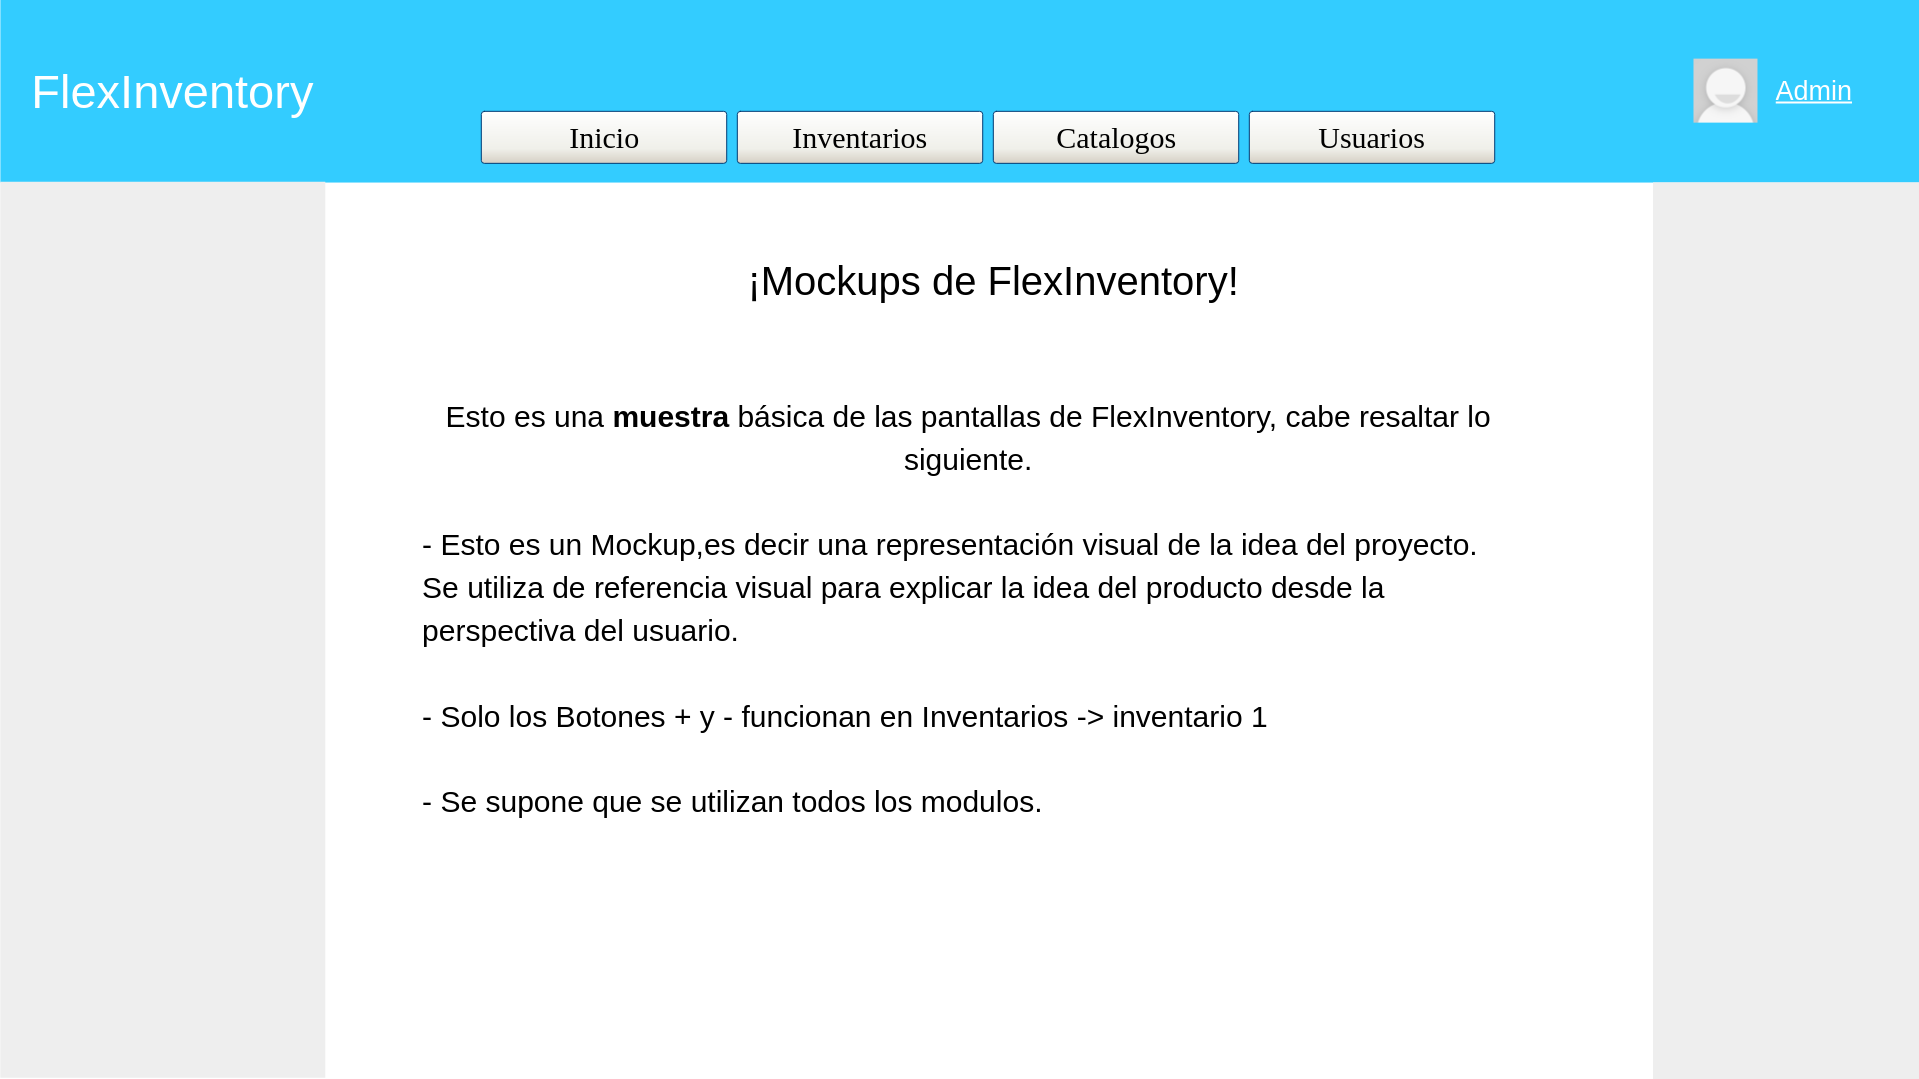 FlexInventory
Admin
Inicio
Inventarios
Catalogos
Usuarios
¡Mockups de FlexInventory!
Esto es una muestra básica de las pantallas de FlexInventory, cabe resaltar lo
siguiente.
- Esto es un Mockup,es decir una representación visual de la idea del proyecto.
Se utiliza de referencia visual para explicar la idea del producto desde la
perspectiva del usuario.
- Solo los Botones + y - funcionan en Inventarios -> inventario 1
- Se supone que se utilizan todos los modulos.